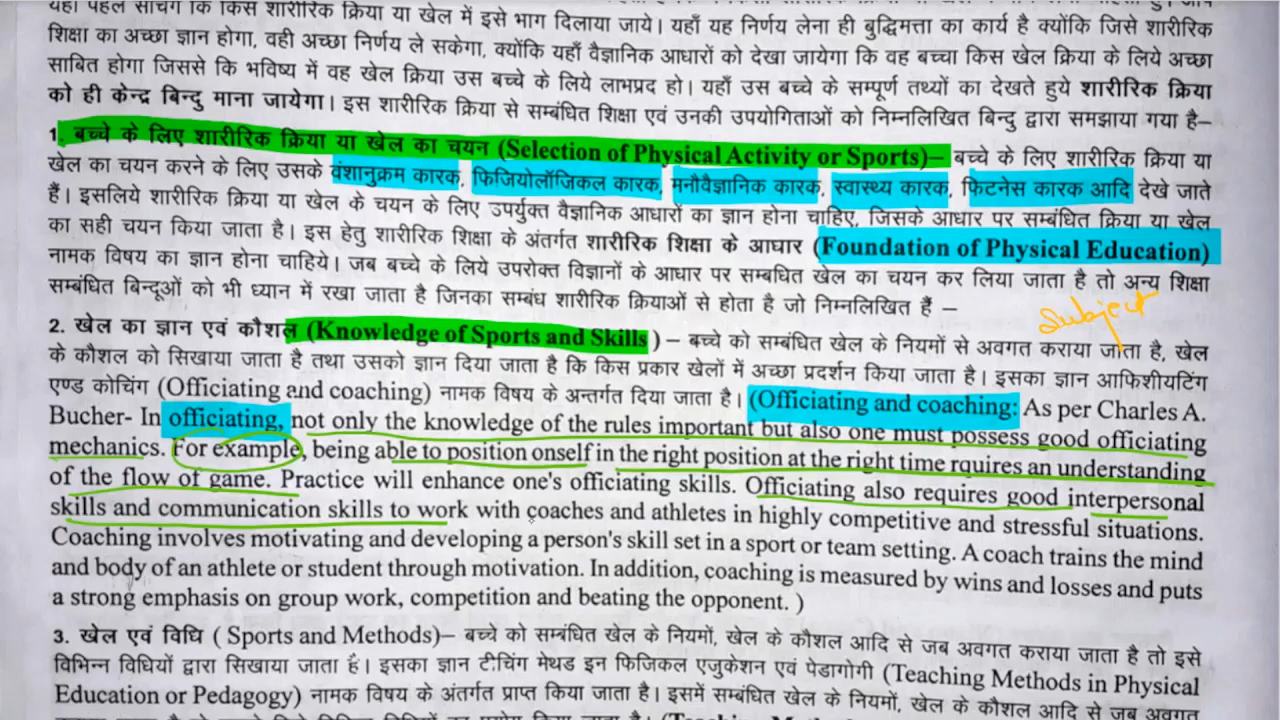 यहाँ पहले सोचेंगे कि किस शारीरिक क्रिया या खेल में इसे भाग दिलाया जाये। यहाँ यह निर्णय लेना ही बुद्धिमत्ता का कार्य है क्योंकि जिसे शारीरिक
शिक्षा का अच्छा ज्ञान होगा, वही अच्छा निर्णय ले सकेगा, क्योंकि यहाँ वैज्ञानिक आधारों को देखा जायेगा कि वह बच्चा किस खेल क्रिया के लिये अच्छा
साबित होगा जिससे कि भविष्य में वह खेल क्रिया उस बच्चे के लिये लाभप्रद हो। यहाँ उस बच्चे के सम्पूर्ण तथ्यों का देखते हुये शारीरिक क्रिया
को ही केन्द्र बिन्दु माना जायेगा। इस शारीरिक क्रिया से सम्बंधित शिक्षा एवं उनकी उपयोगिताओं को निम्नलिखित बिन्दु द्वारा समझाया गया है–
1. बच्चे के लिए शारीरिक क्रिया या खेल का चयन (Selection of Physical Activity or Sports)– बच्चे के लिए शारीरिक क्रिया या
खेल का चयन करने के लिए उसके वंशानुक्रम कारक, फिजियोलॉजिकल कारक, मनौवैज्ञानिक कारक, स्वास्थ्य कारक, फिटनेस कारक आदि देखे जाते
हैं। इसलिये शारीरिक क्रिया या खेल के चयन के लिए उपर्युक्त वैज्ञानिक आधारों का ज्ञान होना चाहिए, जिसके आधार पर सम्बंधित क्रिया या खेल
का सही चयन किया जाता है। इस हेतु शारीरिक शिक्षा के अंतर्गत शारीरिक शिक्षा के आधार (Foundation of Physical Education)
नामक विषय का ज्ञान होना चाहिये। जब बच्चे के लिये उपरोक्त विज्ञानों के आधार पर सम्बधित खेल का चयन कर लिया जाता है तो अन्य शिक्षा
सम्बंधित बिन्दूओं को भी ध्यान में रखा जाता है जिनका सम्बंध शारीरिक क्रियाओं से होता है जो निम्नलिखित हैं –
Subject
2. खेल का ज्ञान एवं कौशल (Knowledge of Sports and Skills ) – बच्चे को सम्बंधित खेल के नियमों से अवगत कराया जाता है, खेल
के कौशल को सिखाया जाता है तथा उसको ज्ञान दिया जाता है कि किस प्रकार खेलों में अच्छा प्रदर्शन किया जाता है। इसका ज्ञान आफिशीयटिंग
एण्ड कोचिंग (Officiating and coaching) नामक विषय के अन्तर्गत दिया जाता है। (Officiating and coaching: As per Charles A.
Bucher- In officiating, not only the knowledge of the rules important but also one must possess good officiating
mechanics. For example, being able to position onself in the right position at the right time rquires an understanding
of the flow of game. Practice will enhance one's officiating skills. Officiating also requires good interpersonal
skills and communication skills to work with coaches and athletes in highly competitive and stressful situations.
Coaching involves motivating and developing a person's skill set in a sport or team setting. A coach trains the mind
and body of an athlete or student through motivation. In addition, coaching is measured by wins and losses and puts
a strong emphasis on group work, competition and beating the opponent. )
3. खेल एवं विधि ( Sports and Methods)– बच्चे को सम्बंधित खेल के नियमों, खेल के कौशल आदि से जब अवगत कराया जाता है तो इसे
विभिन्न विधियों द्वारा सिखाया जाता है। इसका ज्ञान टीचिंग मेथड इन फिजिकल एजुकेशन एवं पेडागोगी (Teaching Methods in Physical
Education or Pedagogy) नामक विषय के अंतर्गत प्राप्त किया जाता है। इसमें सम्बंधित खेल के नियमों, खेल के कौशल आदि से जब अवगत